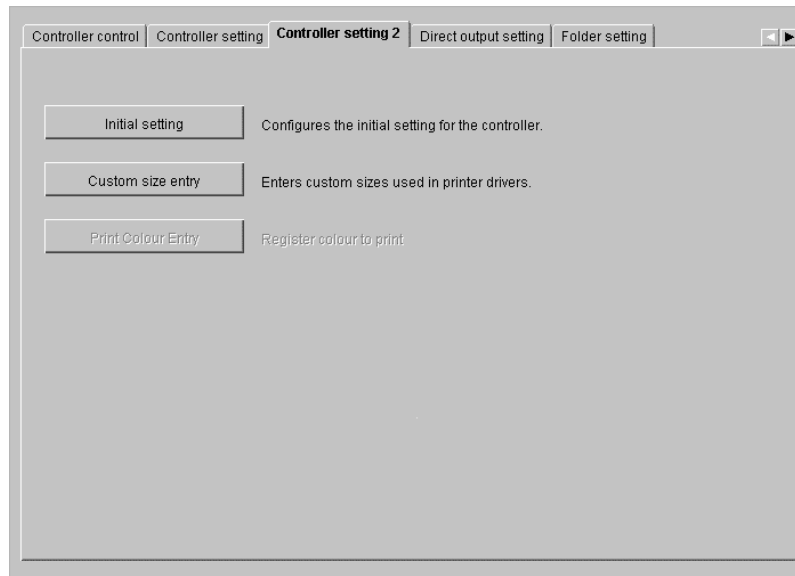 Controller control Controller setting Controller setting 2 Direct output setting Folder setting
Initial setting Configures the initial setting for the controller.
Custom size entry Enters custom sizes used in printer drivers.
Print Colour Entry Register colour to print